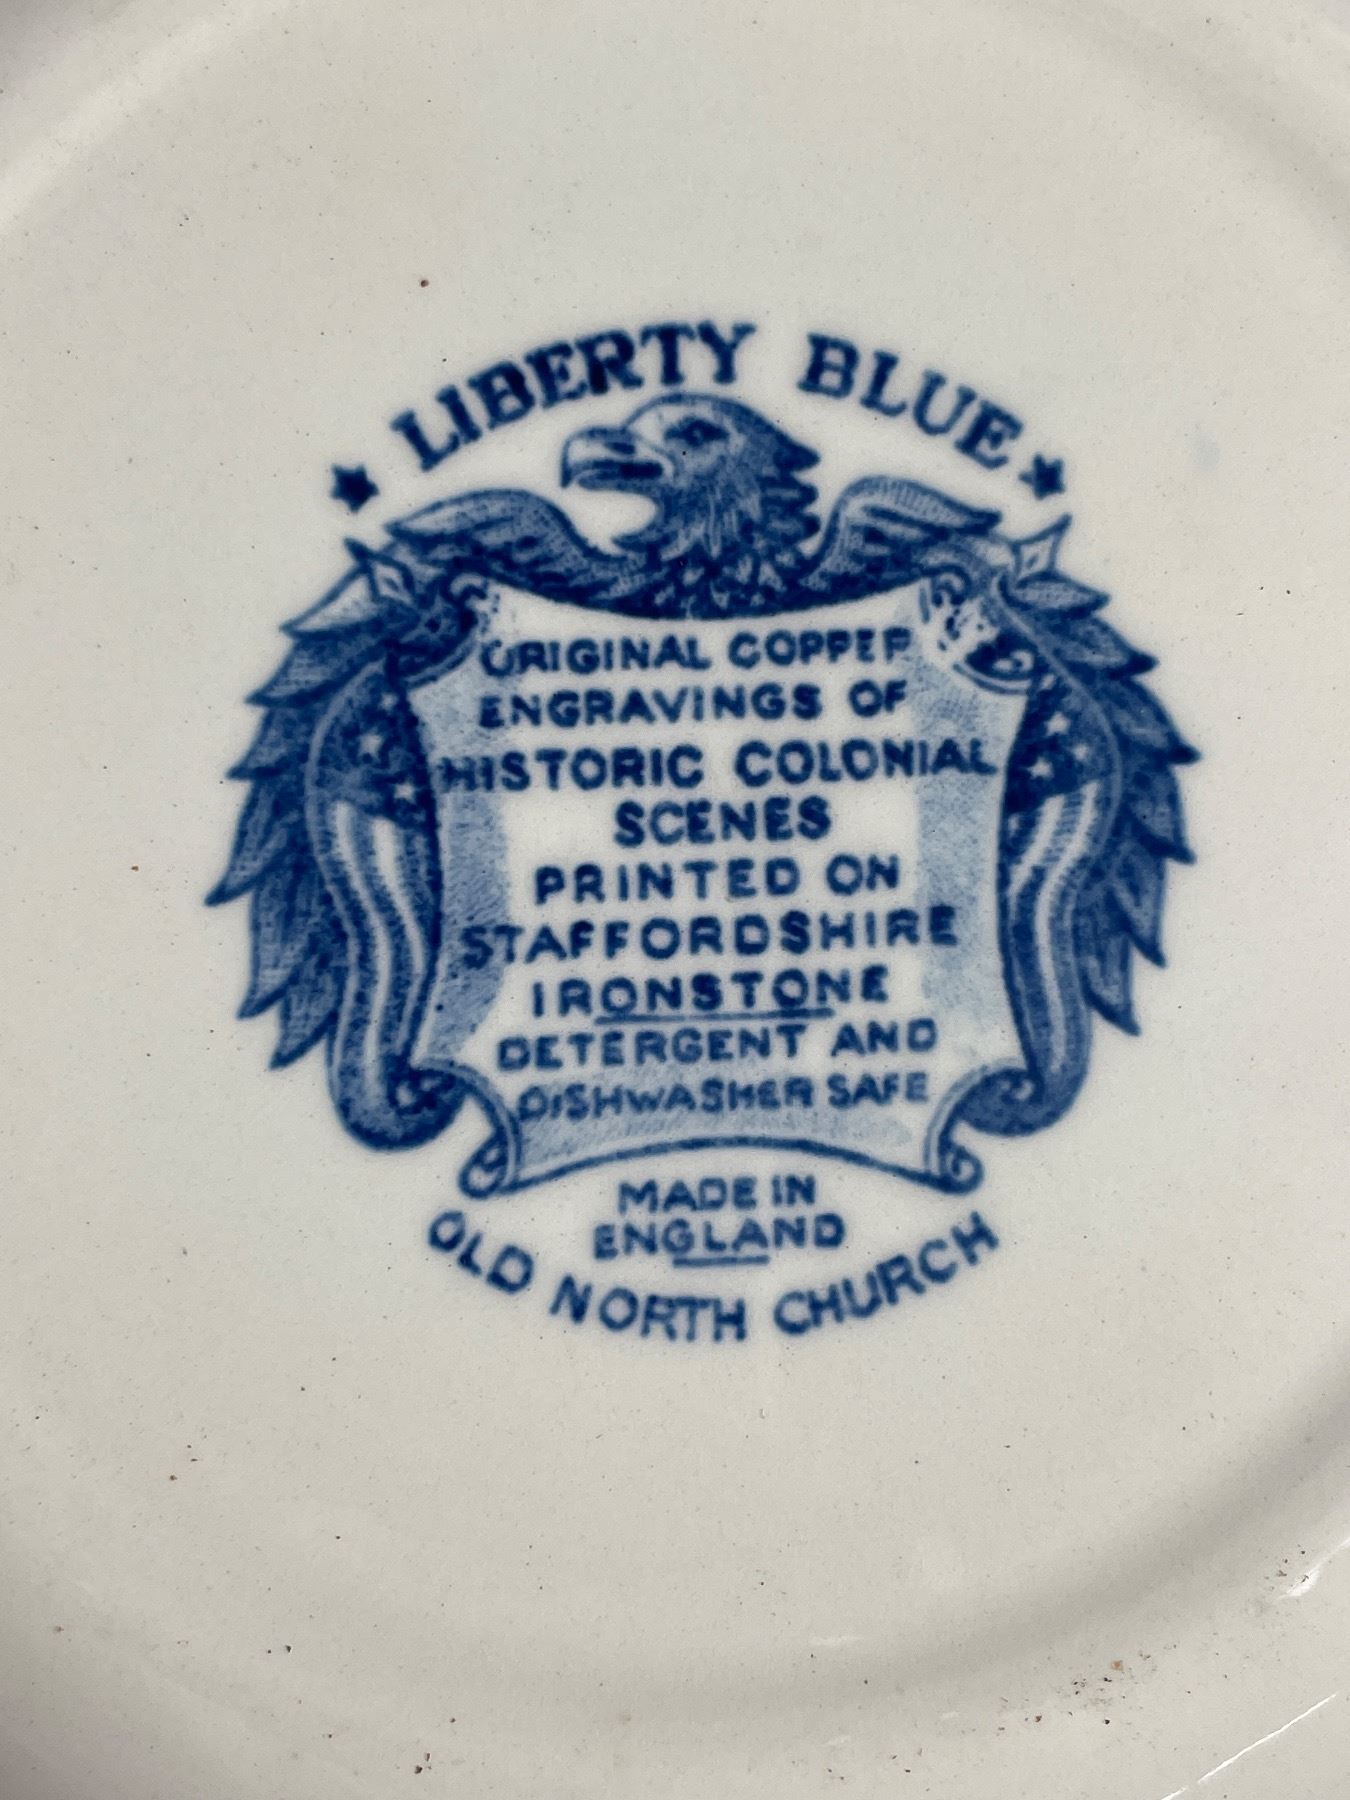 LIBERTY BLUE
ORIGINAL COPPER
ENGRAVINGS OF
HISTORIC COLONIAL
SCENES
PRINTED ON
STAFFORDSHIRE
IRONSTONE
DETERGENT AND
DISHWASHER SAFE
MADE IN
ENGLAND
OLD NORTH CHURCH